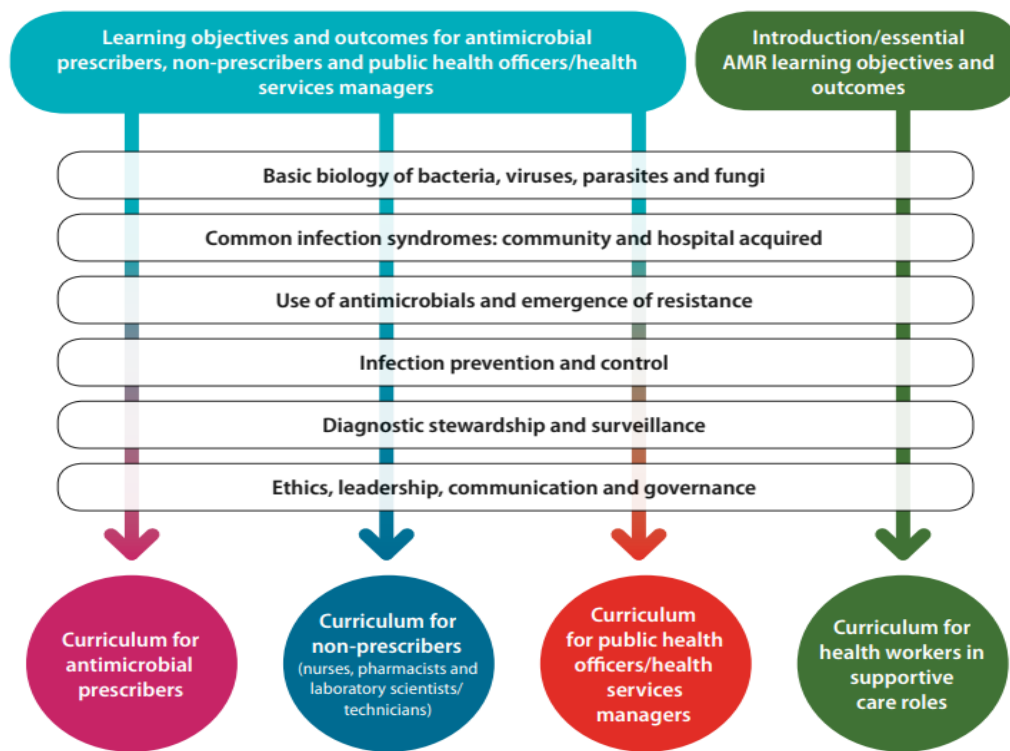 Learning objectives and outcomes for antimicrobial
prescribers, non-prescribers and public health officers/health
services managers
Introduction/essential
AMR learning objectives and
outcomes
Basic biology of bacteria, viruses, parasites and fungi
Common infection syndromes: community and hospital acquired
Use of antimicrobials and emergence of resistance
Infection prevention and control
Diagnostic stewardship and surveillance
Ethics, leadership, communication and governance
Curriculum for
antimicrobial
prescribers
Curriculum for
non-prescribers
(nurses, pharmacists and
laboratory scientists/
technicians)
Curriculum
for public health
officers/health
services
managers
Curriculum for
health workers in
supportive
care roles